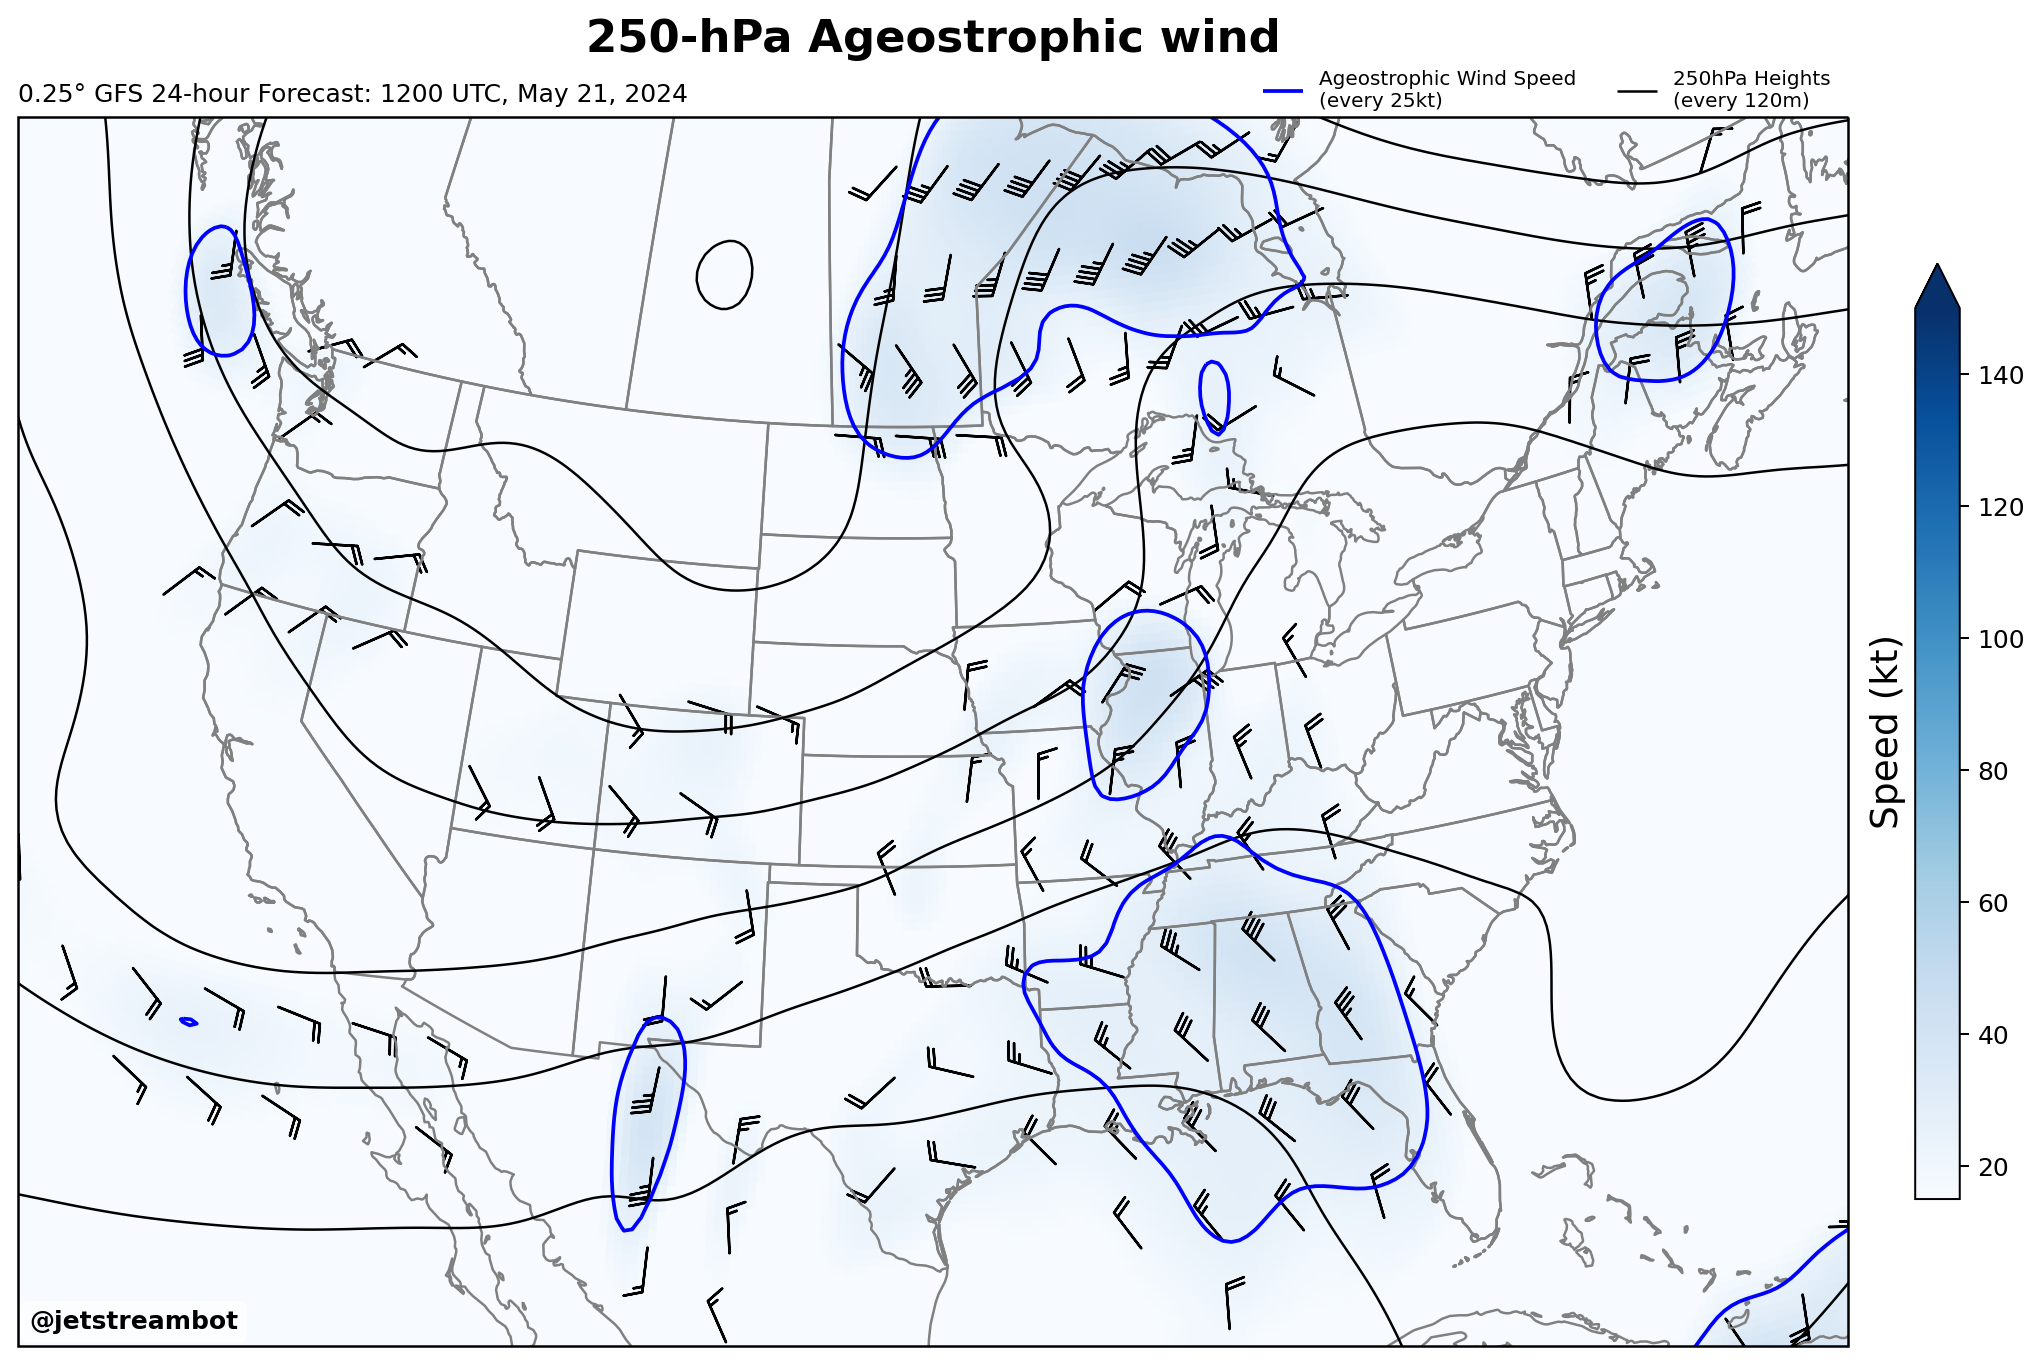 250-hPa Ageostrophic wind
0.25° GFS 24-hour Forecast: 1200 UTC, May 21, 2024
Ageostrophic Wind Speed
(every 25kt)
250hPa Heights
(every 120m)
140
120
100
80
60
40
20
Speed (kt)
@jetstreambot